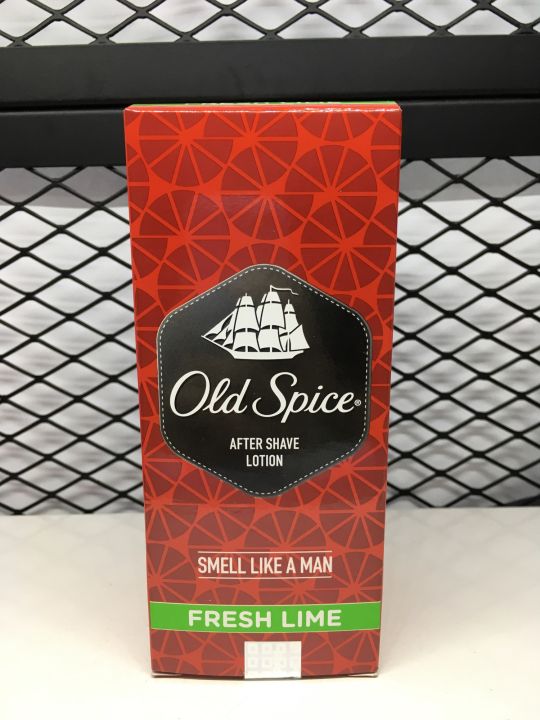 Old Spice®
AFTER SHAVE
LOTION
SMELL LIKE A MAN
FRESH LIME